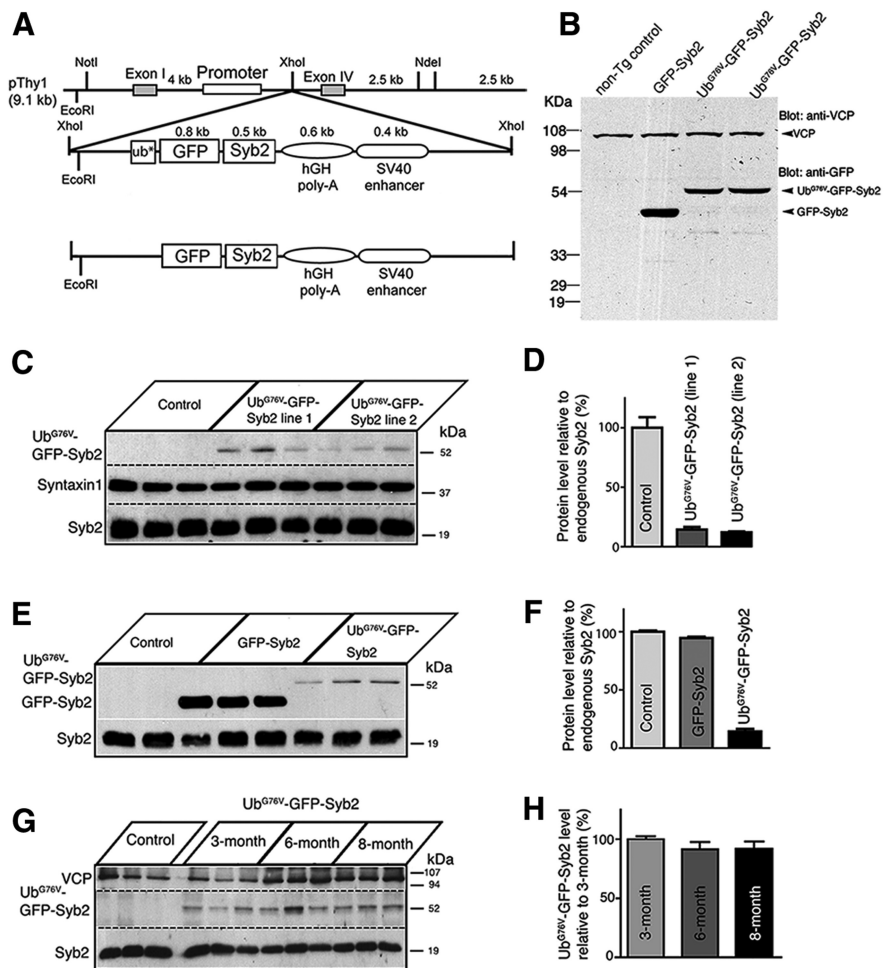 A
NotI
Exon I
4 kb
Promoter
XhoI
Exon IV
2.5 kb
NdeI
2.5 kb
pThy1
(9.1 kb)
EcoRI
XhoI
XhoI
0.8 kb
0.5 kb
0.6 kb
0.4 kb
ub*
GFP
Syb2
EcoRI
hGH
poly-A
SV40
enhancer
GFP
Syb2
EcoRI
hGH
poly-A
SV40
enhancer
B
non-Tg control
GFP-Syb2
UbG76V-GFP-Syb2
UbG76V-GFP-Syb2
KDa
108
98
54
33
29
19
Blot: anti-VCP
VCP
Blot: anti-GFP
UbG76V-GFP-Syb2
GFP-Syb2
C
Control
UbG76V-GFP-
Syb2 line 1
UbG76V-GFP-
Syb2 line 2
kDa
UbG76V-
GFP-Syb2
52
Syntaxin1
37
Syb2
19
D
Protein level relative to
endogenous Syb2 (%)
100
50
0
Control
UbG76V-GFP-Syb2 (line 1)
UbG76V-GFP-Syb2 (line 2)
E
Control
GFP-Syb2
UbG76V-GFP-
Syb2
kDa
UbG76V-
GFP-Syb2
52
GFP-Syb2
Syb2
19
F
Protein level relative to
endogenous Syb2 (%)
100
50
0
Control
GFP-Syb2
UbG76V-GFP-Syb2
G
UbG76V-GFP-Syb2
Control
3-month
6-month
8-month
kDa
VCP
107
94
UbG76V-
GFP-Syb2
52
Syb2
19
H
UbG76V-GFP-Syb2 level
relative to 3-month (%)
100
50
0
3-month
6-month
8-month